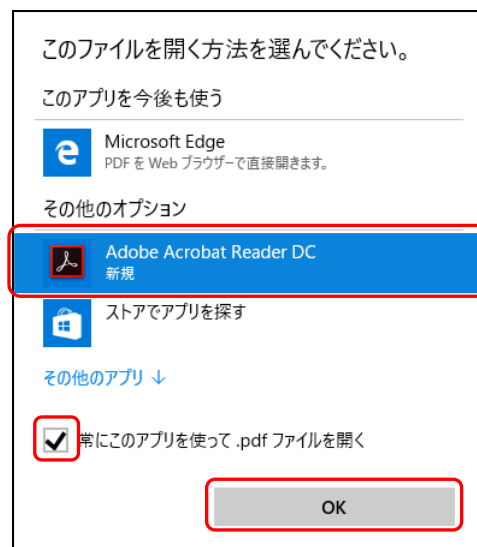 このファイルを開く方法を選んでください。
このアプリを今後も使う
Microsoft Edge
PDF を Web ブラウザーで直接開きます。
その他のオプション
Adobe Acrobat Reader DC
新規
ストアでアプリを探す
その他のアプリ ↓
常にこのアプリを使って .pdf ファイルを開く
OK